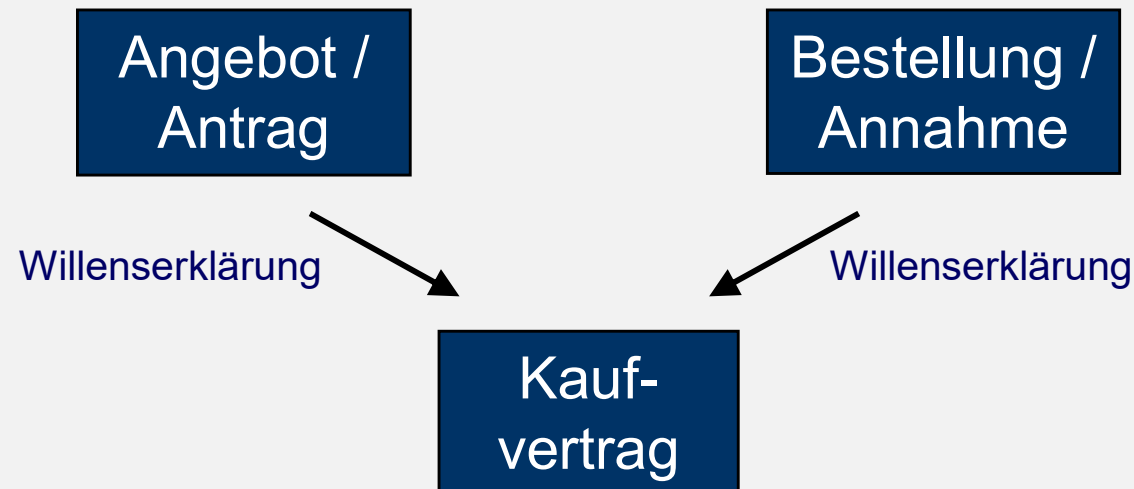 Angebot /
Antrag
Bestellung /
Annahme
Willenserklärung
Willenserklärung
Kauf-
vertrag